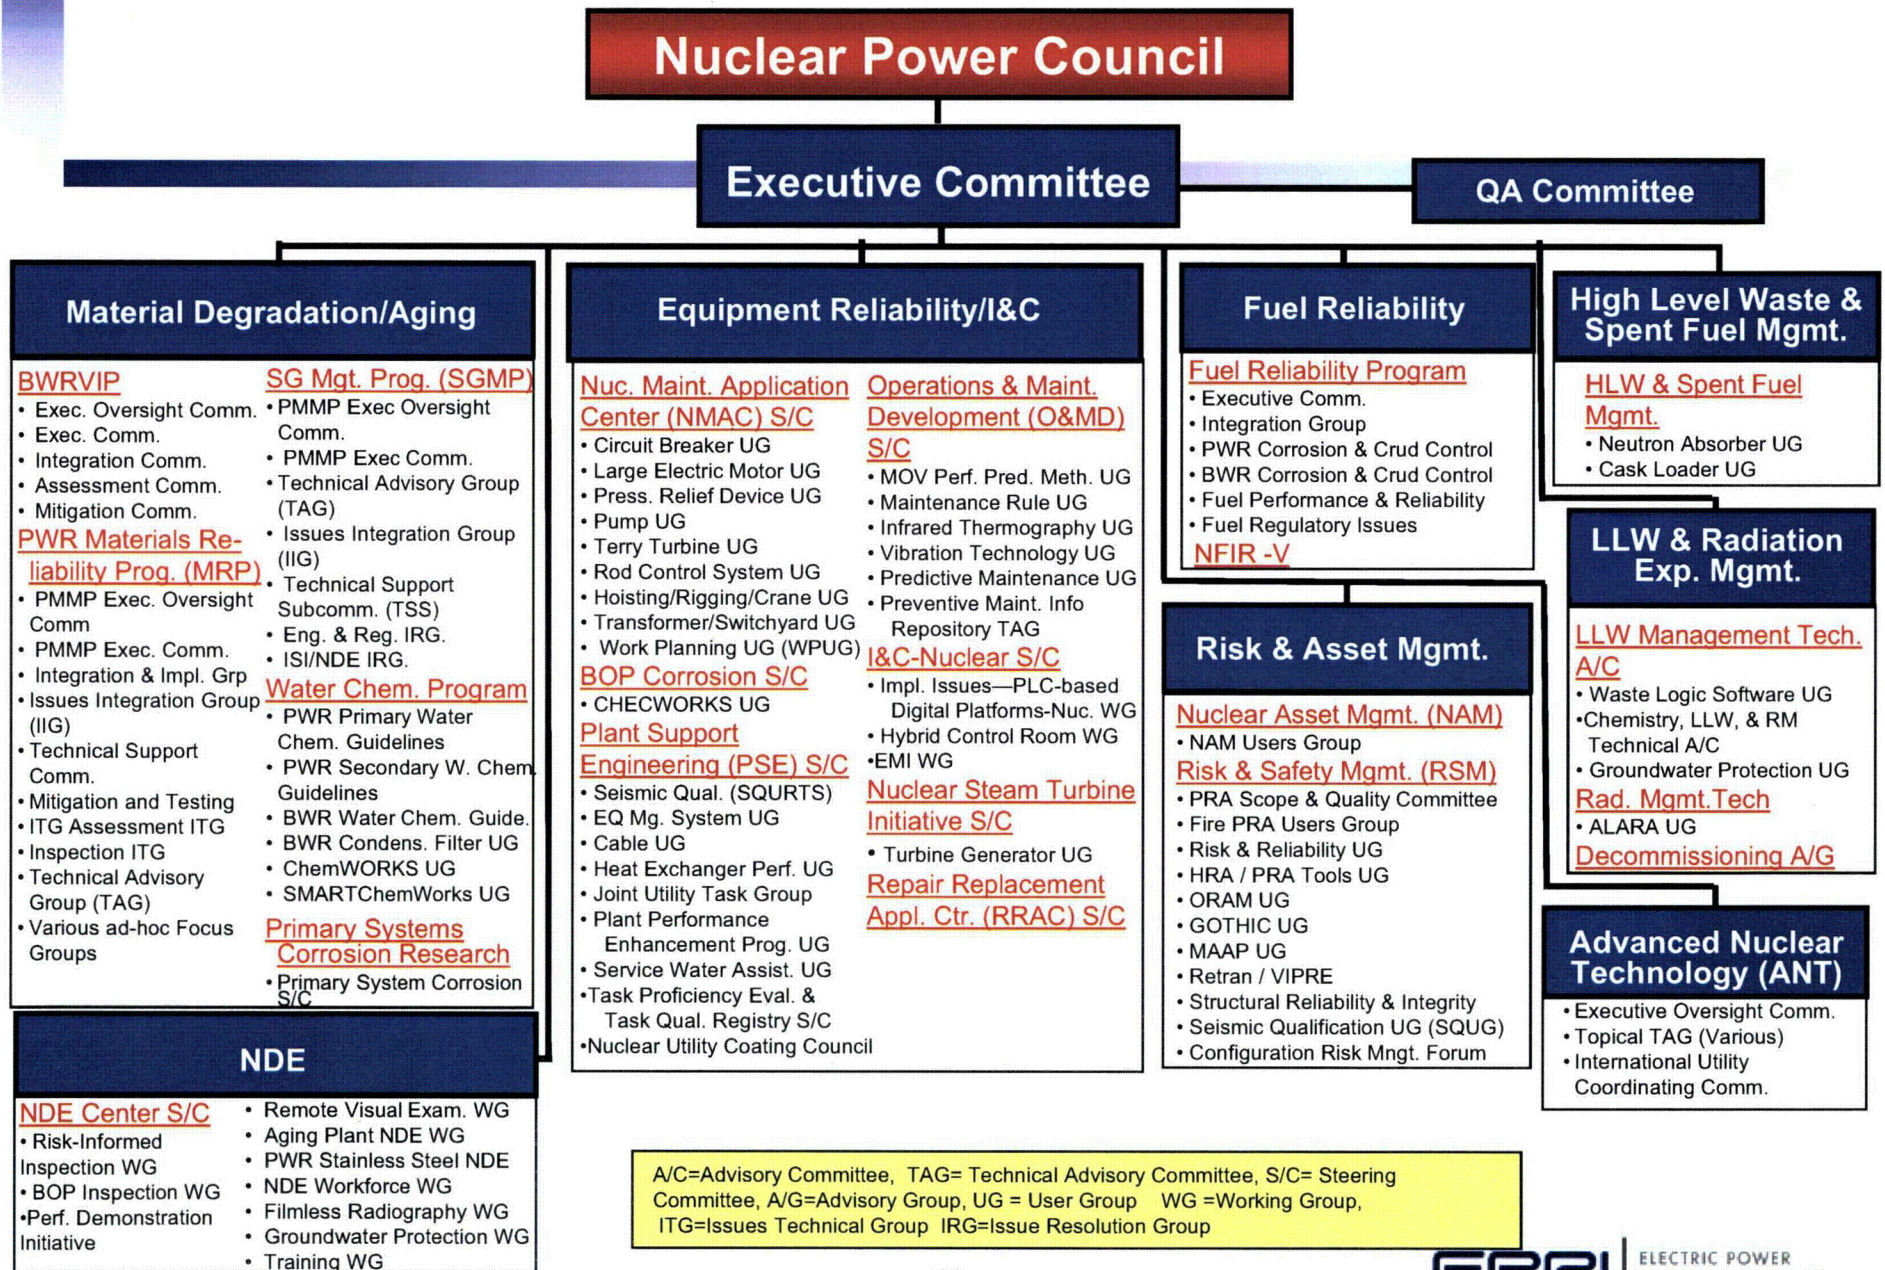 Nuclear Power Council
Executive Committee
QA Committee
Material Degradation/Aging
BWRVIP
• Exec. Oversight Comm.
• Exec. Comm.
• Integration Comm.
• Assessment Comm.
• Mitigation Comm.
PWR Materials Re-
liability Prog. (MRP)
• PMMP Exec. Oversight
Comm
• PMMP Exec. Comm.
• Integration & Impl. Grp
• Issues Integration Group
(IIG)
• Technical Support
Comm.
• Mitigation and Testing
• ITG Assessment ITG
• Inspection ITG
• Technical Advisory
Group (TAG)
• Various ad-hoc Focus
Groups
SG Mgt. Prog. (SGMP)
• PMMP Exec Oversight
Comm.
• PMMP Exec Comm.
• Technical Advisory Group
(TAG)
• Issues Integration Group
(IIG)
• Technical Support
Subcomm. (TSS)
• Eng. & Reg. IRG.
• ISI/NDE IRG.
Water Chem. Program
• PWR Primary Water
Chem. Guidelines
• PWR Secondary W. Chem.
Guidelines
• BWR Water Chem. Guide.
• BWR Condens. Filter UG
• ChemWORKS UG
• SMARTChemWorks UG
Primary Systems
Corrosion Research
• Primary System Corrosion
S/C
NDE
NDE Center S/C
• Risk-Informed
Inspection WG
• BOP Inspection WG
•Perf. Demonstration
Initiative
• Remote Visual Exam. WG
• Aging Plant NDE WG
• PWR Stainless Steel NDE
• NDE Workforce WG
• Filmless Radiography WG
• Groundwater Protection WG
• Training WG
Equipment Reliability/I&C
Nuc. Maint. Application
Center (NMAC) S/C
• Circuit Breaker UG
• Large Electric Motor UG
• Press. Relief Device UG
• Pump UG
• Terry Turbine UG
• Rod Control System UG
• Hoisting/Rigging/Crane UG
• Transformer/Switchyard UG
• Work Planning UG (WPUG)
BOP Corrosion S/C
• CHECWORKS UG
Plant Support
Engineering (PSE) S/C
• Seismic Qual. (SQURTS)
• EQ Mg. System UG
• Cable UG
• Heat Exchanger Perf. UG
• Joint Utility Task Group
• Plant Performance
Enhancement Prog. UG
• Service Water Assist. UG
•Task Proficiency Eval. &
Task Qual. Registry S/C
•Nuclear Utility Coating Council
Operations & Maint.
Development (O&MD)
S/C
• MOV Perf. Pred. Meth. UG
• Maintenance Rule UG
• Infrared Thermography UG
• Vibration Technology UG
• Predictive Maintenance UG
• Preventive Maint. Info
Repository TAG
I&C-Nuclear S/C
• Impl. Issues—PLC-based
Digital Platforms-Nuc. WG
• Hybrid Control Room WG
•EMI WG
Nuclear Steam Turbine
Initiative S/C
• Turbine Generator UG
Repair Replacement
Appl. Ctr. (RRAC) S/C
Fuel Reliability
Fuel Reliability Program
• Executive Comm.
• Integration Group
• PWR Corrosion & Crud Control
• BWR Corrosion & Crud Control
• Fuel Performance & Reliability
• Fuel Regulatory Issues
NFIR -V
Risk & Asset Mgmt.
Nuclear Asset Mgmt. (NAM)
• NAM Users Group
Risk & Safety Mgmt. (RSM)
• PRA Scope & Quality Committee
• Fire PRA Users Group
• Risk & Reliability UG
• HRA / PRA Tools UG
• ORAM UG
• GOTHIC UG
• MAAP UG
• Retran / VIPRE
• Structural Reliability & Integrity
• Seismic Qualification UG (SQUG)
• Configuration Risk Mngt. Forum
High Level Waste &
Spent Fuel Mgmt.
HLW & Spent Fuel
Mgmt.
• Neutron Absorber UG
• Cask Loader UG
LLW & Radiation
Exp. Mgmt.
LLW Management Tech.
A/C
• Waste Logic Software UG
•Chemistry, LLW, & RM
Technical A/C
• Groundwater Protection UG
Rad. Mgmt.Tech
• ALARA UG
Decommissioning A/G
Advanced Nuclear
Technology (ANT)
• Executive Oversight Comm.
• Topical TAG (Various)
• International Utility
Coordinating Comm.
A/C=Advisory Committee, TAG= Technical Advisory Committee, S/C= Steering
Committee, A/G=Advisory Group, UG = User Group WG =Working Group,
ITG=Issues Technical Group IRG=Issue Resolution Group
EPRI
ELECTRIC POWER